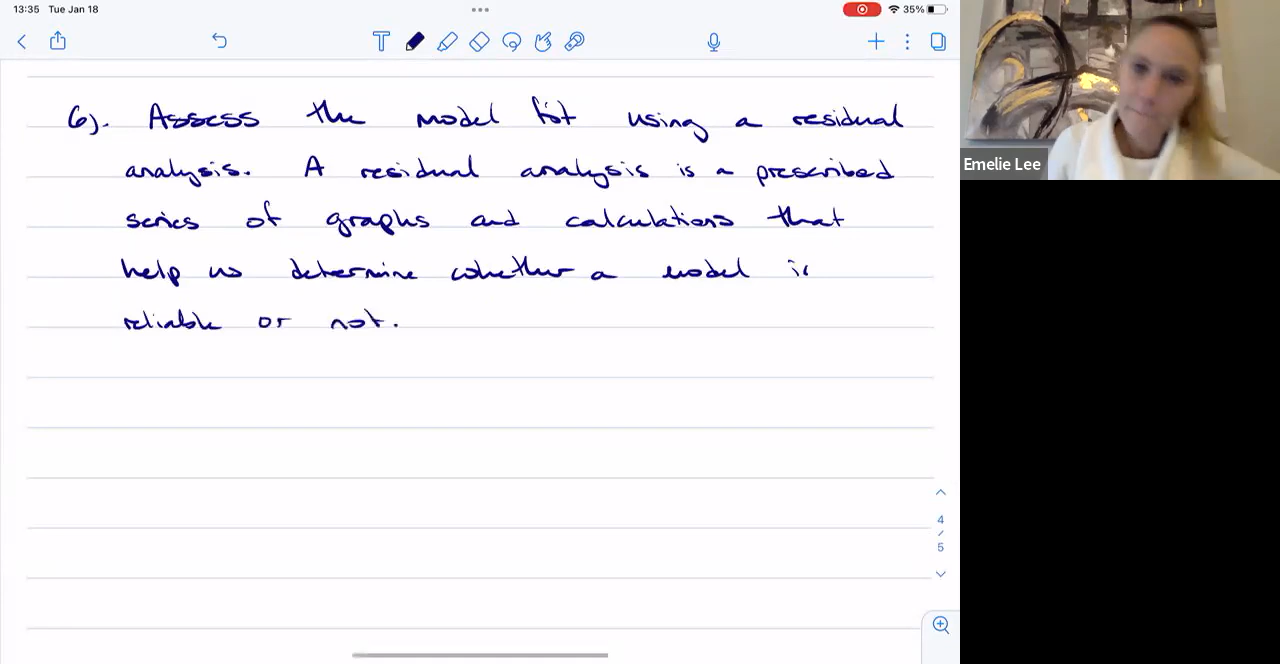 13:35 Tue Jan 18
35%
6). Assess the model fit using a residual
analysis. A residual analysis is a prescribed
series of graphs and calculations that
help us determine whether a model is
reliable or not.
4
5
Emelie Lee